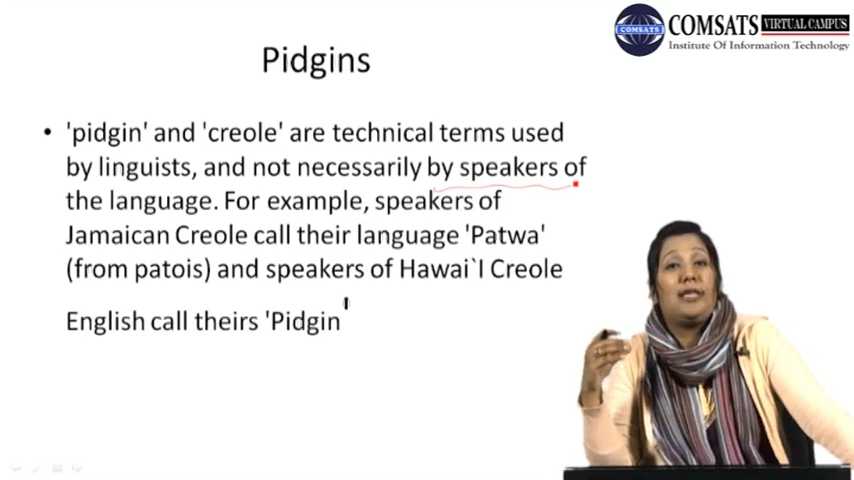 COMSATS VIRTUAL CAMPUS
Institute Of Information Technology
COMSATS
Pidgins
• 'pidgin' and 'creole' are technical terms used
by linguists, and not necessarily by speakers of
the language. For example, speakers of
Jamaican Creole call their language 'Patwa'
(from patois) and speakers of Hawai`I Creole
English call theirs 'Pidgin'